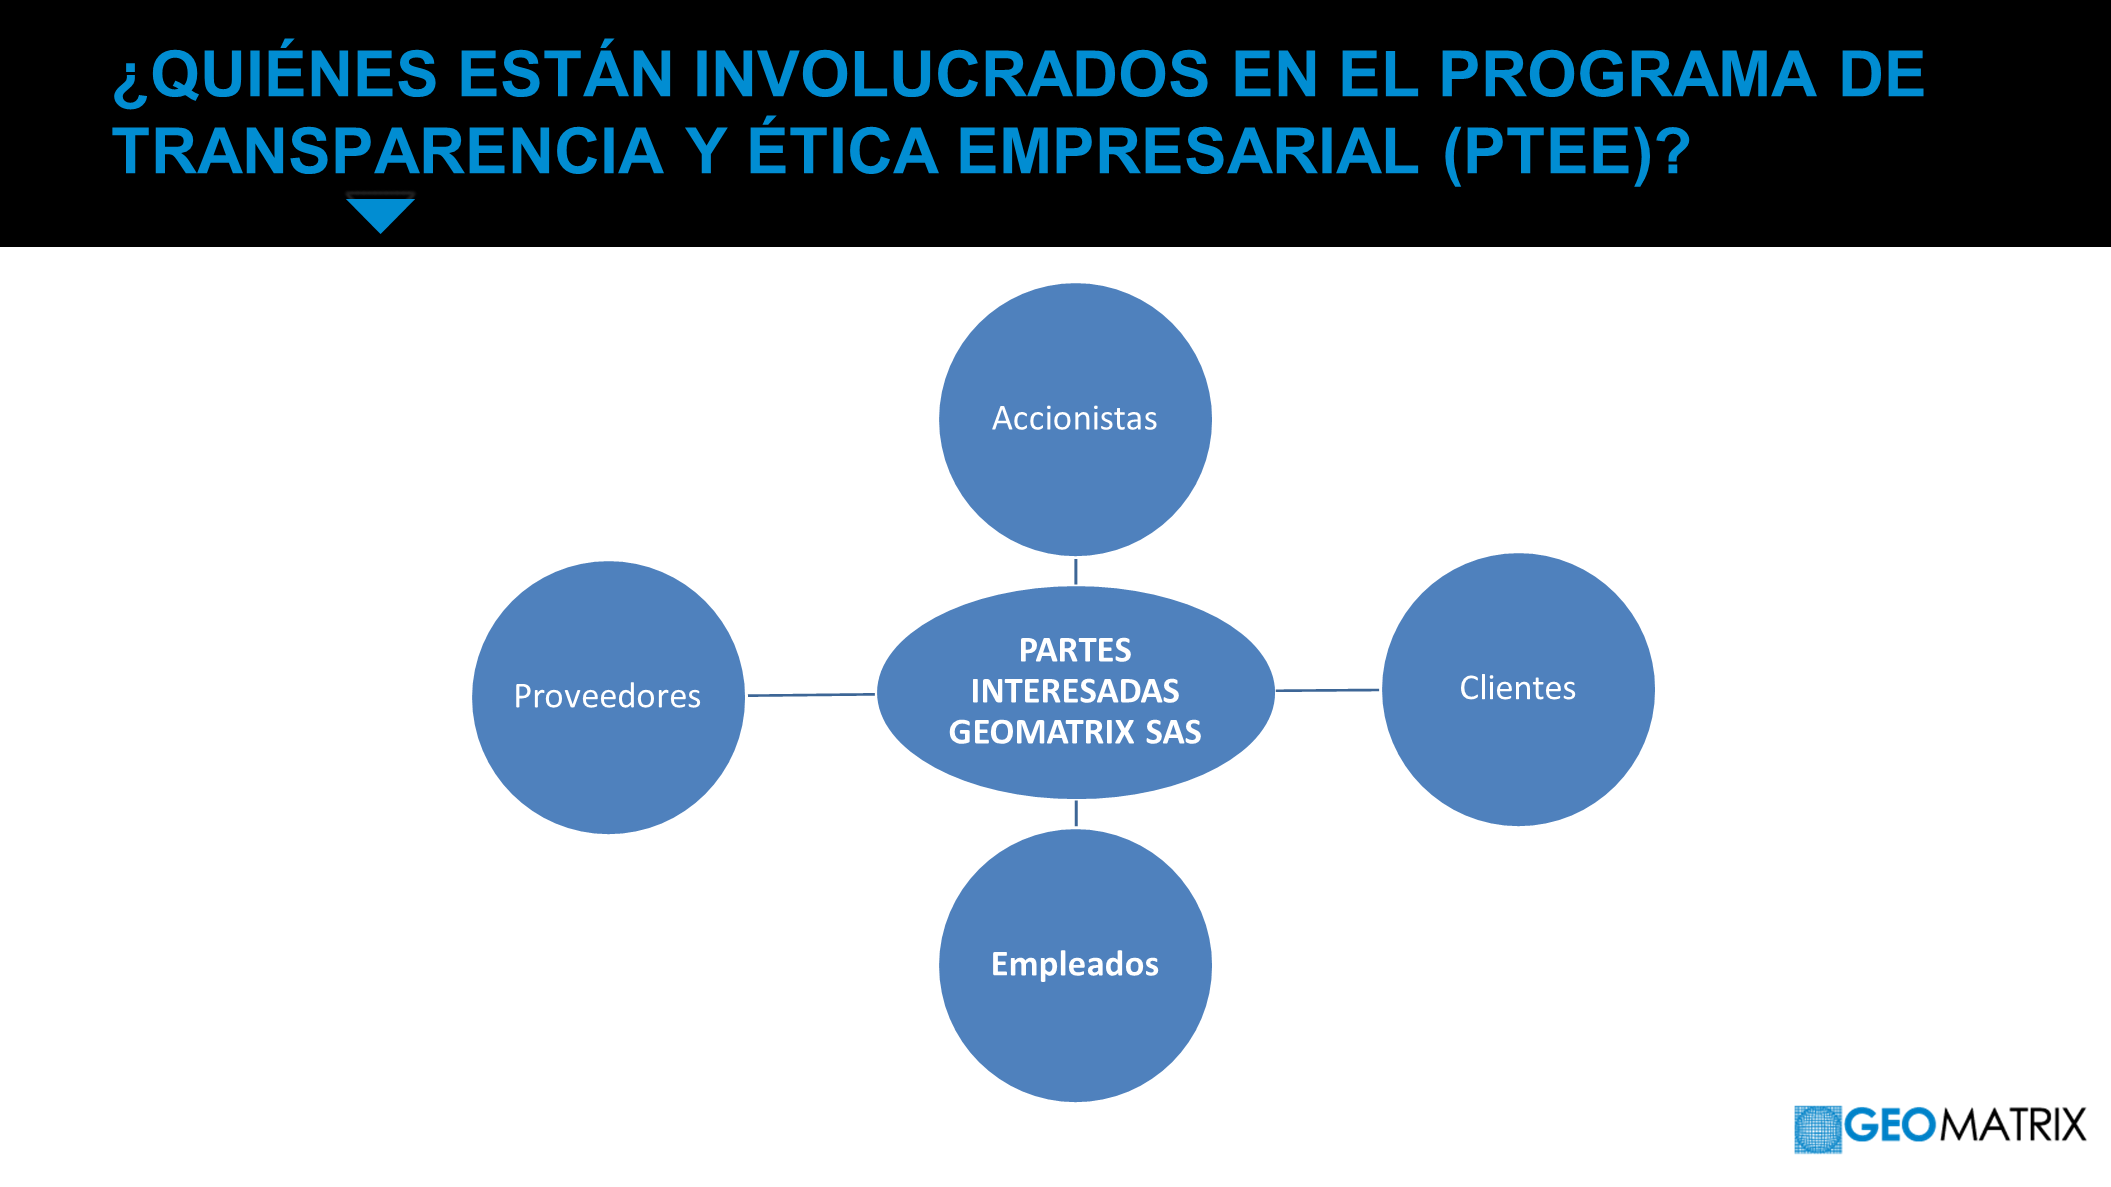 ¿QUIÉNES ESTÁN INVOLUCRADOS EN EL PROGRAMA DE
TRANSPARENCIA Y ÉTICA EMPRESARIAL (PTEE)?
Accionistas
Proveedores
PARTES
INTERESADAS
GEOMATRIX SAS
Clientes
Empleados
GEOMATRIX